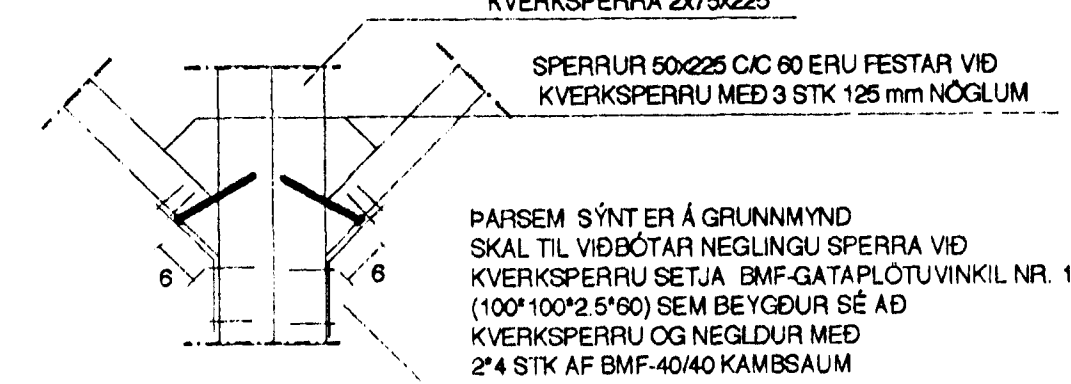 KVERKSPERRA 2x75x225
SPERRUR 50x225 C/C 60 ERU FESTAR VIÐ
KVERKSPERRU MEÐ 3 STK 125 mm NÖGLUM
ÞARSEM SÝNT ER Á GRUNNMYND
SKAL TIL VIÐBÓTAR NEGLINGU SPERRA VIÐ
KVERKSPERRU SETJA BMF-GATAPLÖTUVINKIL NR. 1
(100*100*2.5*60) SEM BEYGÐUR SÉ AÐ
KVERKSPERRU OG NEGLDUR MEÐ
2*4 STK AF BMF-40/40 KAMBSAUM
6
6